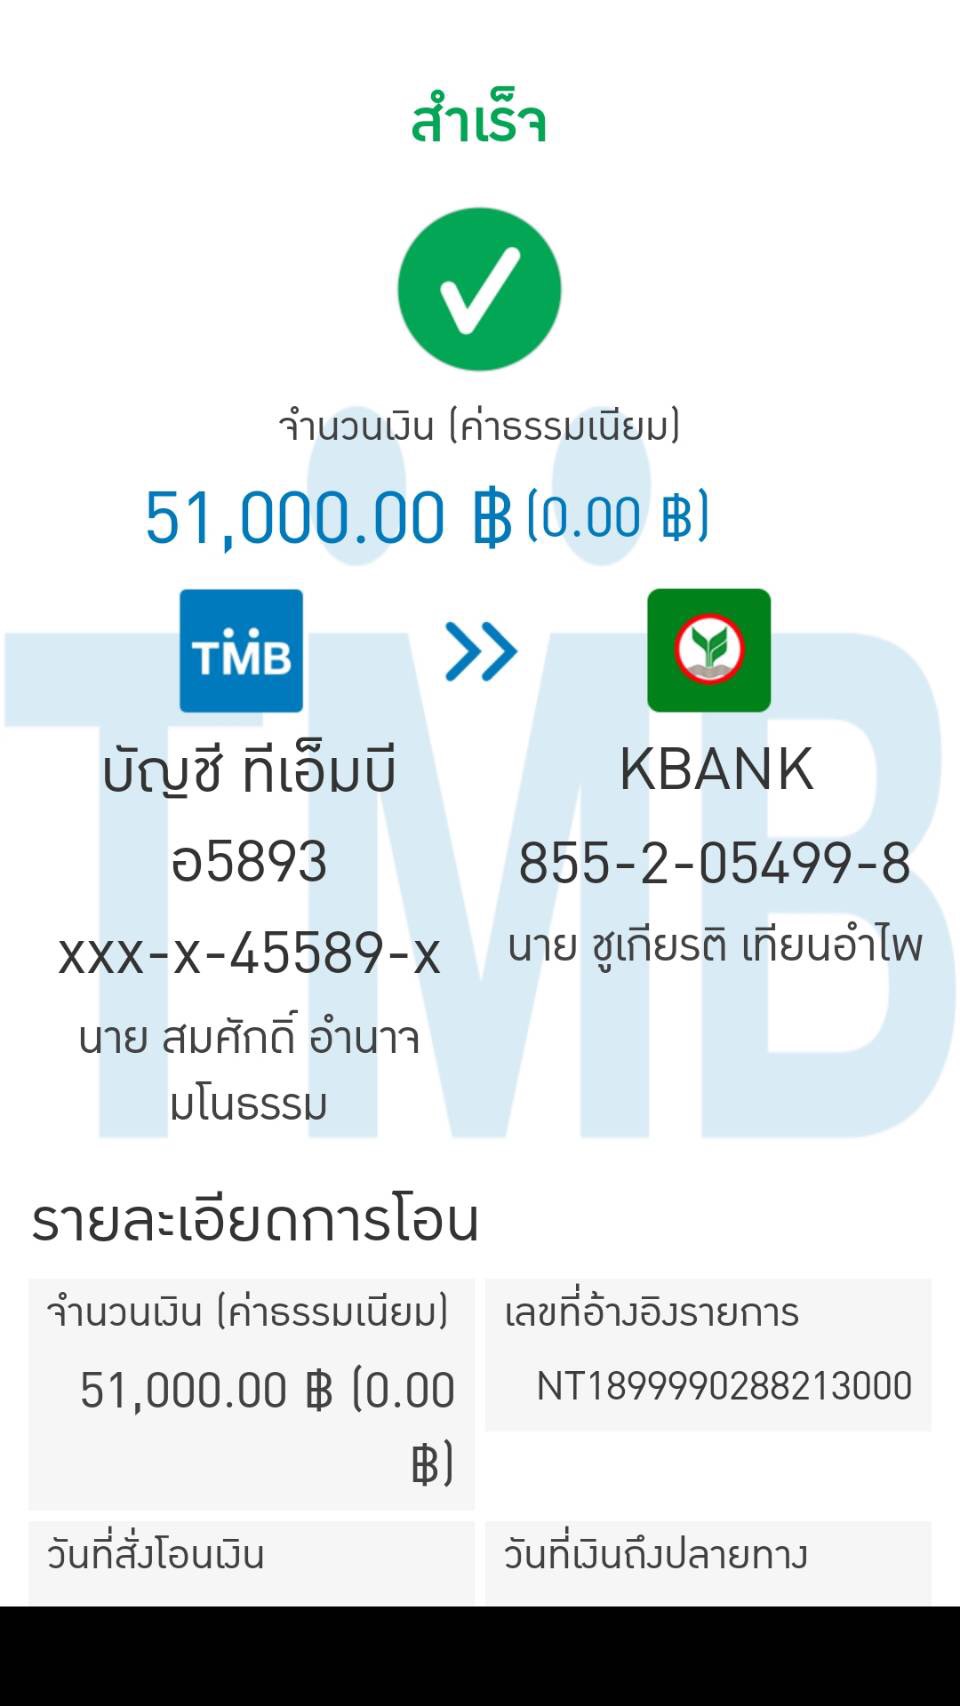 สำเร็จ
จำนวนเงิน (ค่าธรรมเนียม)
51,000.00 ฿ (0.00 ฿)
TMB
บัญชี ทีเอ็มบี
อ5893
xxx-x-45589-x
นาย สมศักดิ์ อำนาจ
มโนธรรม
KBANK
855-2-05499-8
นาย ชูเกียรติ เทียนอำไพ
TMB
รายละเอียดการโอน
จำนวนเงิน (ค่าธรรมเนียม)
51,000.00 ฿ (0.00
฿)
เลขที่อ้างอิงรายการ
NT1899990288213000
วันที่สั่งโอนเงิน
วันที่เงินถึงปลายทาง